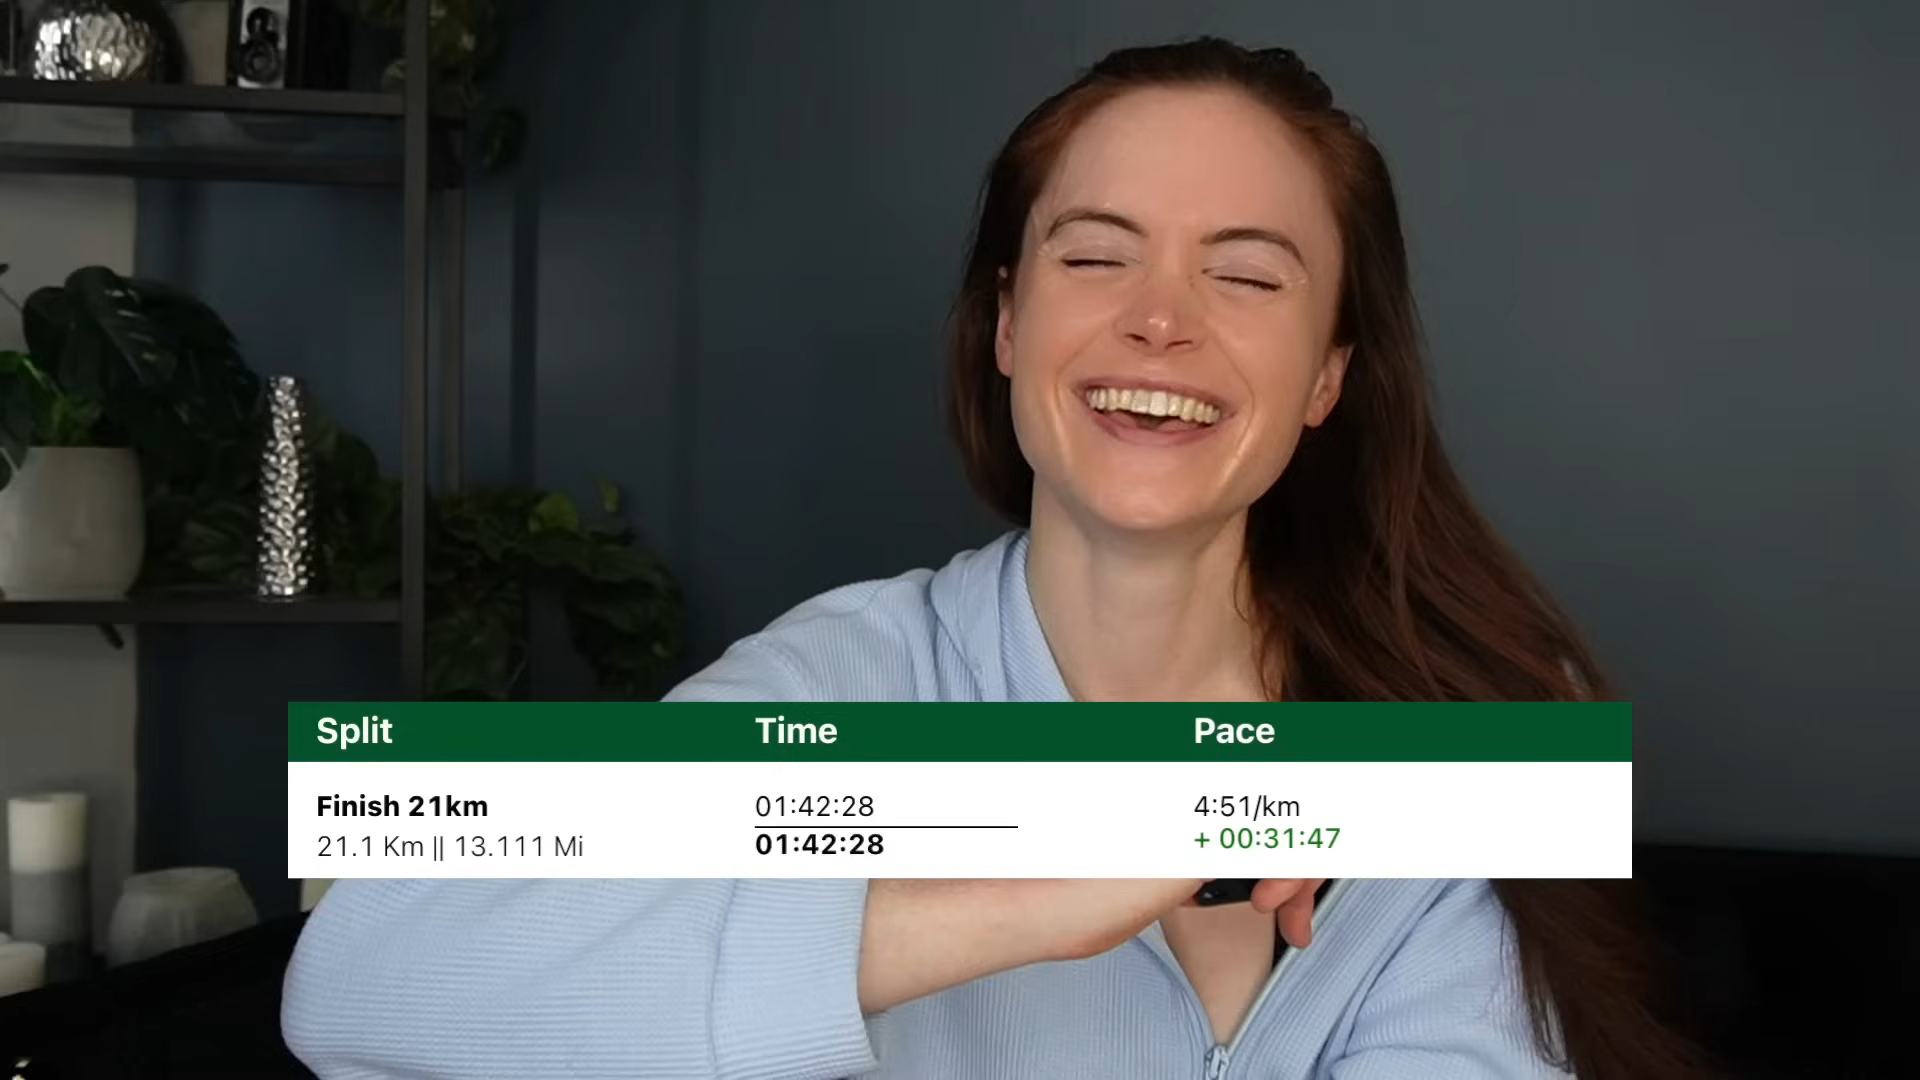 Split Time Pace
Finish 21km 01:42:28 4:51/km
21.1 Km || 13.111 Mi 01:42:28 + 00:31:47